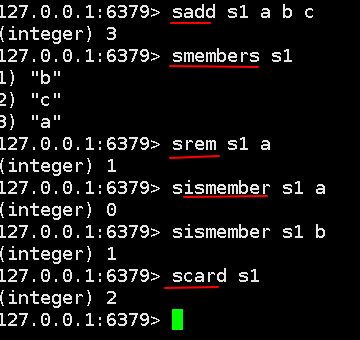 127.0.0.1:6379> sadd s1 a b c
(integer) 3
127.0.0.1:6379> smembers s1
1) "b"
2) "c"
3) "a"
127.0.0.1:6379> srem s1 a
(integer) 1
127.0.0.1:6379> sismember s1 a
(integer) 0
127.0.0.1:6379> sismember s1 b
(integer) 1
127.0.0.1:6379> scard s1
(integer) 2
127.0.0.1:6379>